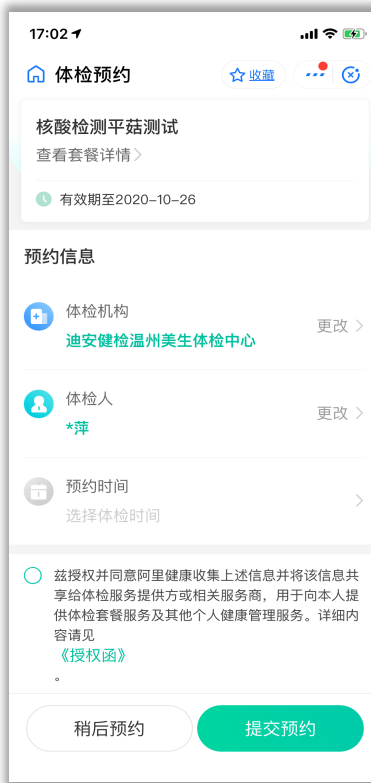 17:02
体检预约
收藏
核酸检测平菇测试
查看套餐详情
有效期至2020-10-26
预约信息
体检机构
迪安健检温州美生体检中心
更改
体检人
*萍
更改
预约时间
选择体检时间
兹授权并同意阿里健康收集上述信息并将该信息共
享给体检服务提供方或相关服务商，用于向本人提
供体检套餐服务及其他个人健康管理服务。详细内
容请见
《授权函》
。
稍后预约
提交预约